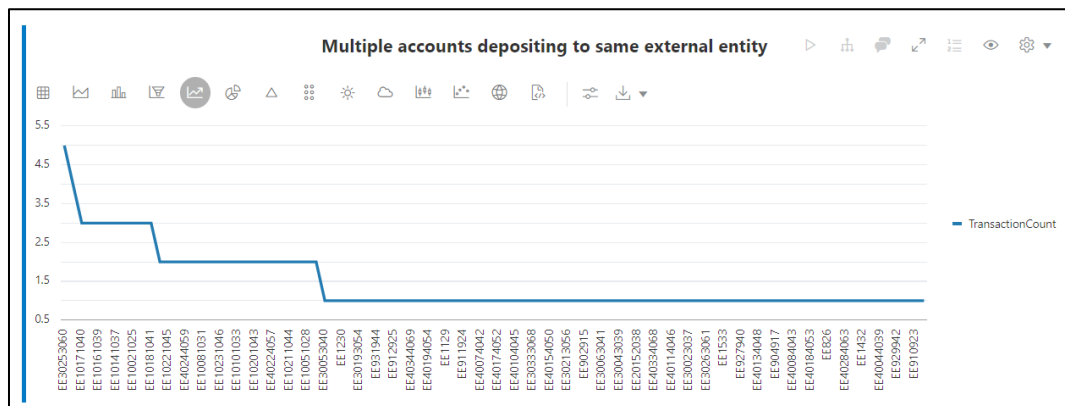 Multiple accounts depositing to same external entity
5.5
4.5
3.5
2.5
1.5
0.5
TransactionCount
EE30253060
EE10171040
EE10161039
EE10141037
EE10021025
EE10181041
EE10221045
EE40244059
EE10081031
EE10231046
EE10101033
EE10201043
EE40224057
EE10211044
EE10051028
EE30053040
EE1230
EE30193054
EE931944
EE912925
EE40344069
EE40194054
EE1129
EE911924
EE40074042
EE40174052
EE40104045
EE30333068
EE40154050
EE30213056
EE902915
EE30063041
EE30043039
EE20152038
EE40334068
EE40114046
EE30023037
EE30263061
EE1533
EE927940
EE40134048
EE904917
EE40084043
EE40184053
EE826
EE40284063
EE1432
EE40044039
EE929942
EE910923